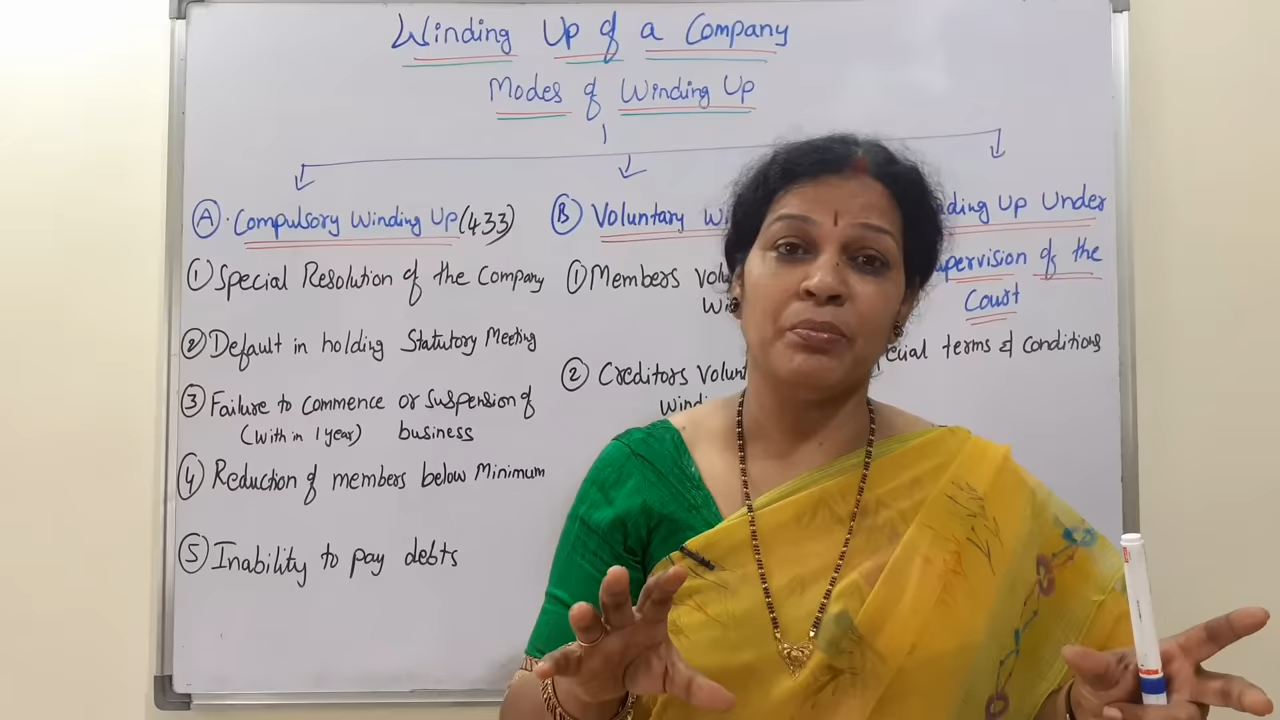 Winding Up of a Company
Modes of Winding Up
A. Compulsory Winding Up (433)
1 Special Resolution of the Company
2 Default in holding Statutory Meeting
3 Failure to commence or suspension of
(with in 1 year) business
4 Reduction of members below Minimum
5 Inability to pay debts
B Voluntary
1 Members
2 Creditors
Up Under
of the
Court
terms & conditions